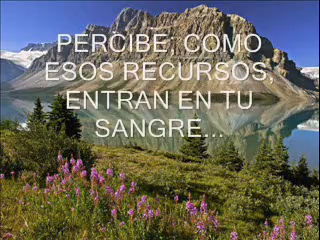 PERCIBE, COMO
ESOS RECURSOS,
ENTRAN EN TU
SANGRE...